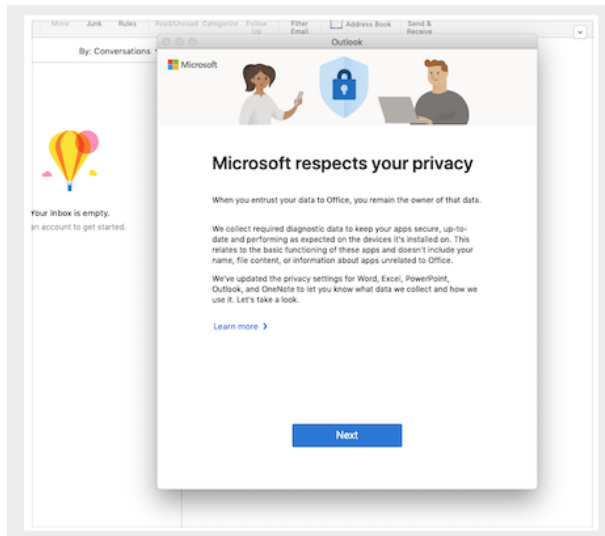 Move Junk Rules Read/Unread Categorize Follow Up Filter Email Address Book Send & Receive
By: Conversations
Outlook
Microsoft
Microsoft respects your privacy
When you entrust your data to Office, you remain the owner of that data.
We collect required diagnostic data to keep your apps secure, up-to-
date and performing as expected on the devices it's installed on. This
relates to the basic functioning of these apps and doesn't include your
name, file content, or information about apps unrelated to Office.
We've updated the privacy settings for Word, Excel, PowerPoint,
Outlook, and OneNote to let you know what data we collect and how we
use it. Let's take a look.
Learn more
Next
Your Inbox is empty.
an account to get started.